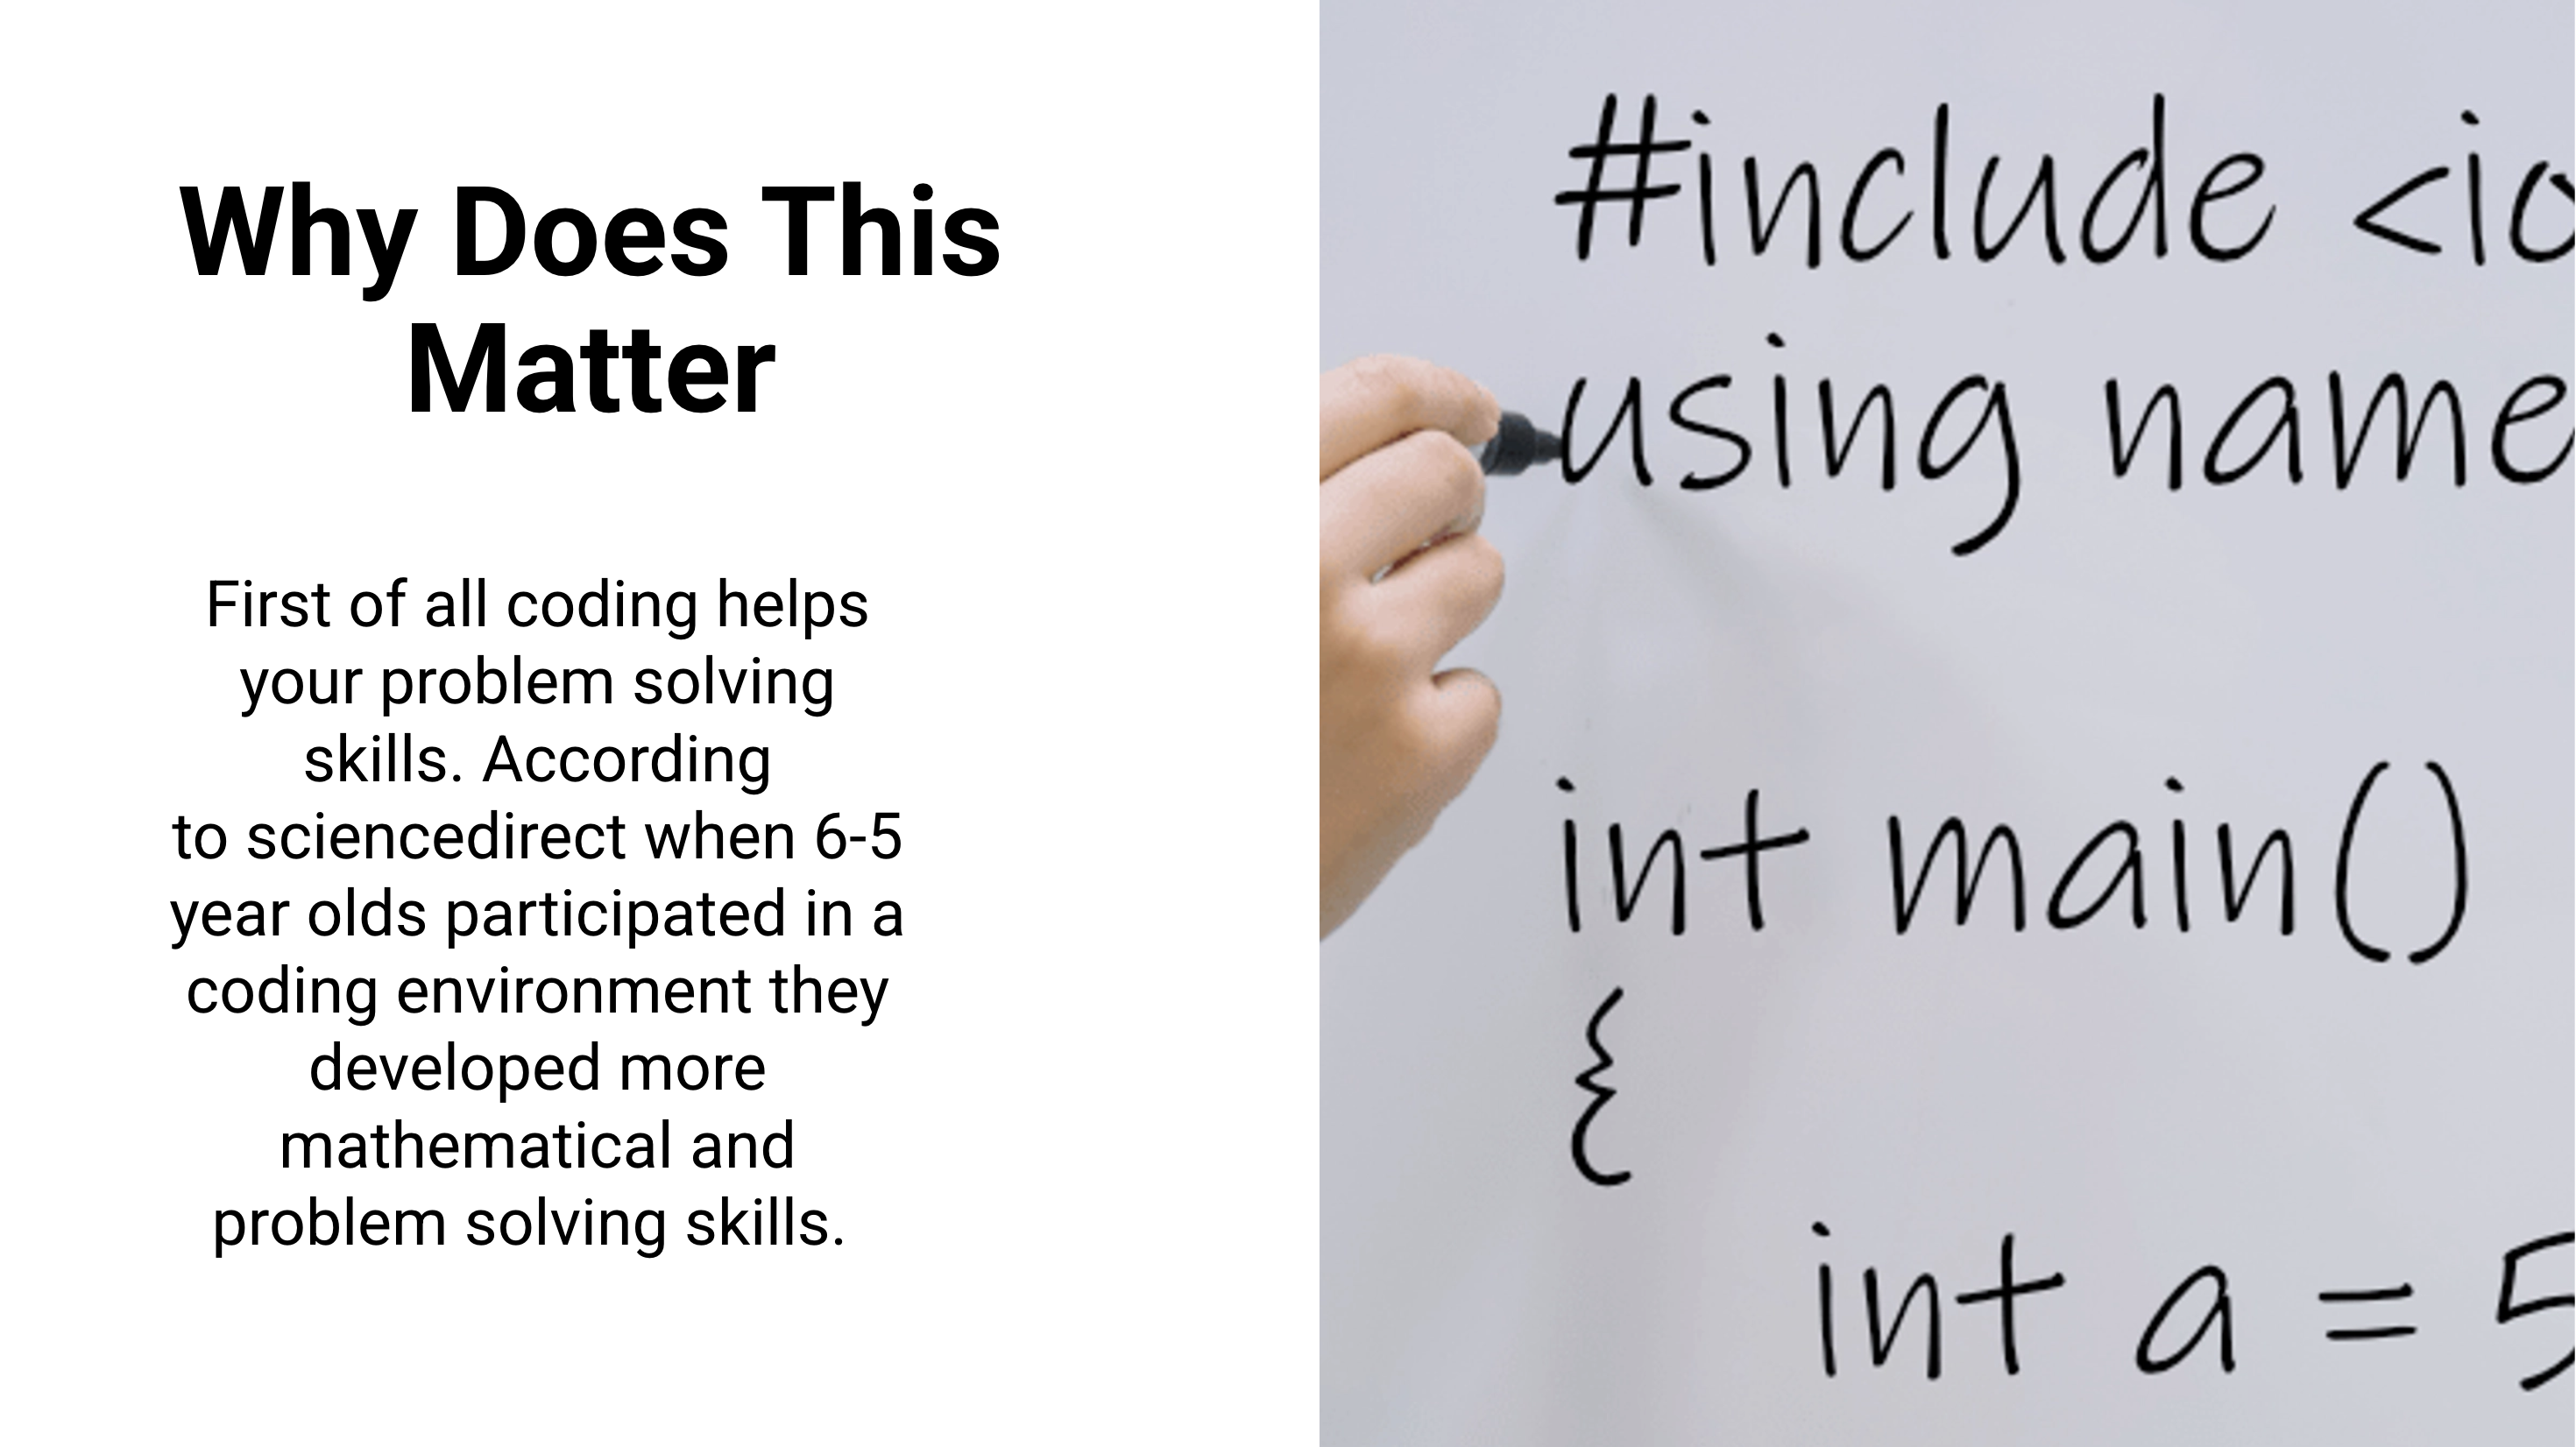 Why Does This
Matter
First of all coding helps
your problem solving
skills. According
to sciencedirect when 6-5
year olds participated in a
coding environment they
developed more
mathematical and
problem solving skills.
#include <io
using name
int main()
{
int a = 5